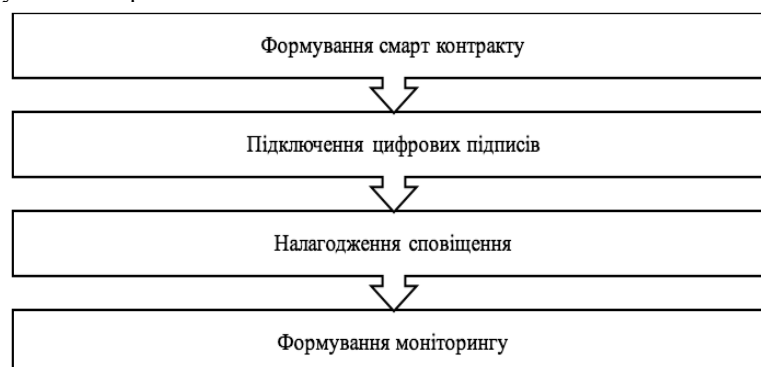 Формування смарт контракту
Підключення цифрових підписів
Налагодження сповіщення
Формування моніторингу